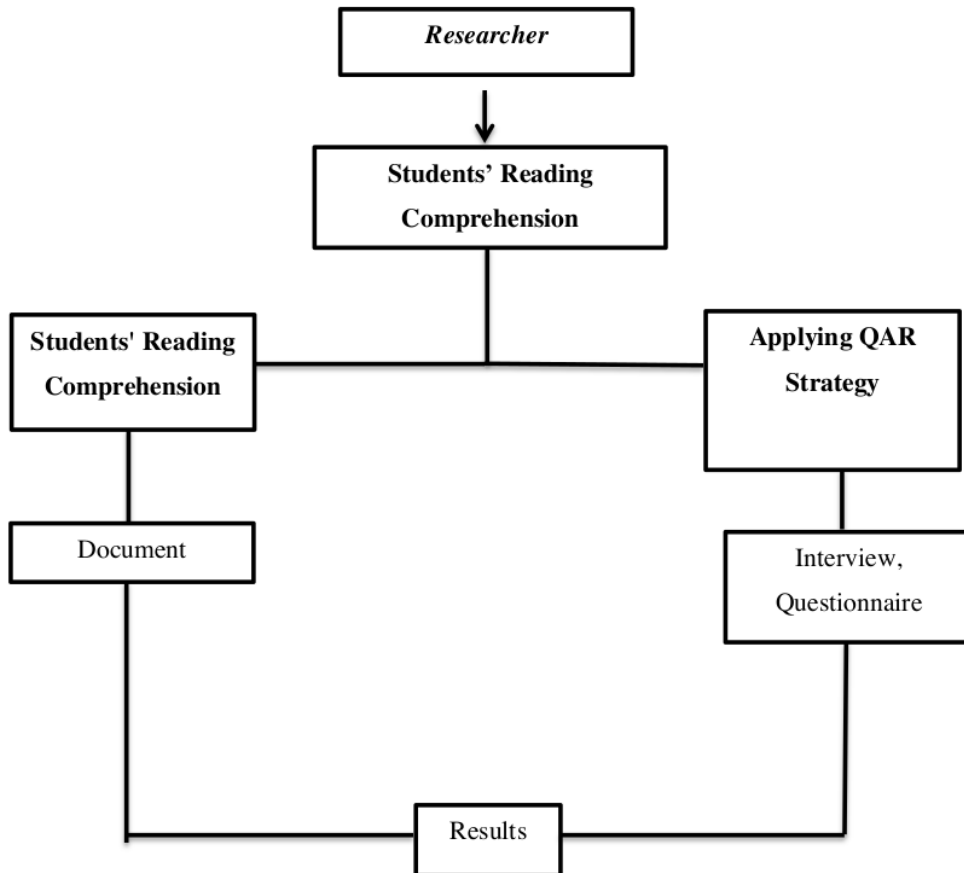 Researcher
Students’ Reading
Comprehension
Students' Reading
Comprehension
Applying QAR
Strategy
Document
Interview,
Questionnaire
Results